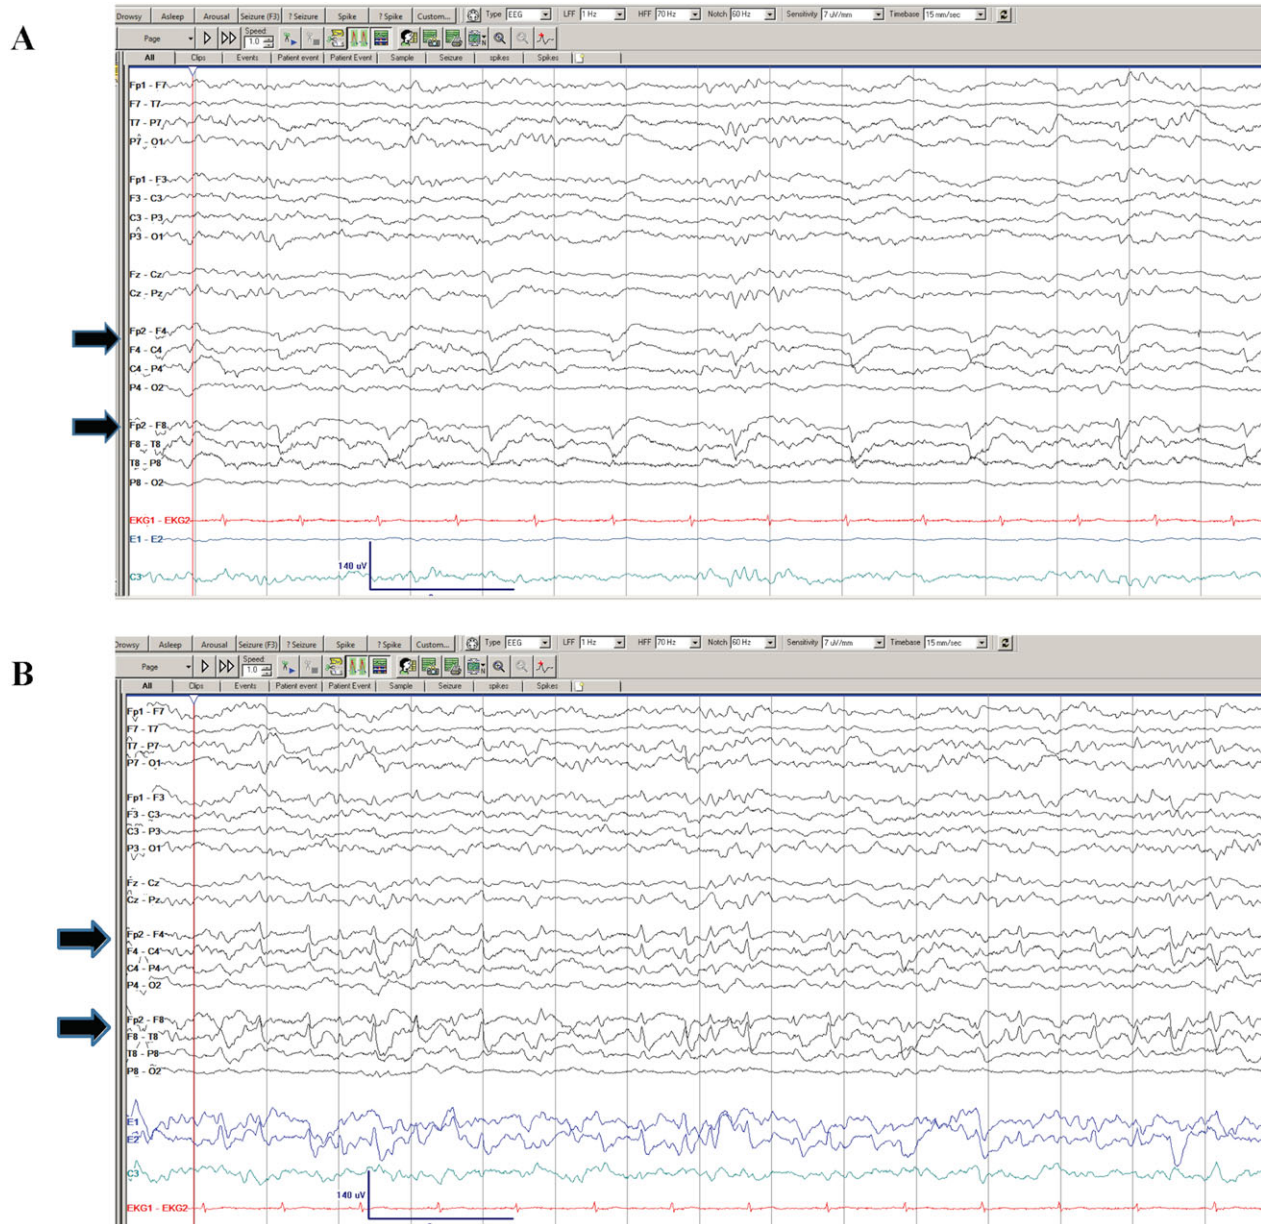 A
Drowsy Asleep Arousal Seizure (F3) ? Seizure Spike ? Spike Custom... Type EEG LFF 1 Hz HFF 70 Hz Notch 60 Hz Sensitivity 7 uV/mm Timebase 15 mm/sec
Page Speed 1.0
All Clips Events Patient event Patient Event Sample Seizure spikes Spikes
Fp1 - F7
F7 - T7
T7 - P7
P7 - O1
Fp1 - F3
F3 - C3
C3 - P3
P3 - O1
Fz - Cz
Cz - Pz
Fp2 - F4
F4 - C4
C4 - P4
P4 - O2
Fp2 - F8
F8 - T8
T8 - P8
P8 - O2
EKG1 - EKG2
E1 - E2
140 uV
C3
B
Drowsy Asleep Arousal Seizure (F3) ? Seizure Spike ? Spike Custom... Type EEG LFF 1 Hz HFF 70 Hz Notch 60 Hz Sensitivity 7 uV/mm Timebase 15 mm/sec
Page Speed 1.0
All Clips Events Patient event Patient Event Sample Seizure spikes Spikes
Fp1 - F7
F7 - T7
T7 - P7
P7 - O1
Fp1 - F3
F3 - C3
C3 - P3
P3 - O1
Fz - Cz
Cz - Pz
Fp2 - F4
F4 - C4
C4 - P4
P4 - O2
Fp2 - F8
F8 - T8
T8 - P8
P8 - O2
E1
E2
C3
140 uV
EKG1 - EKG2